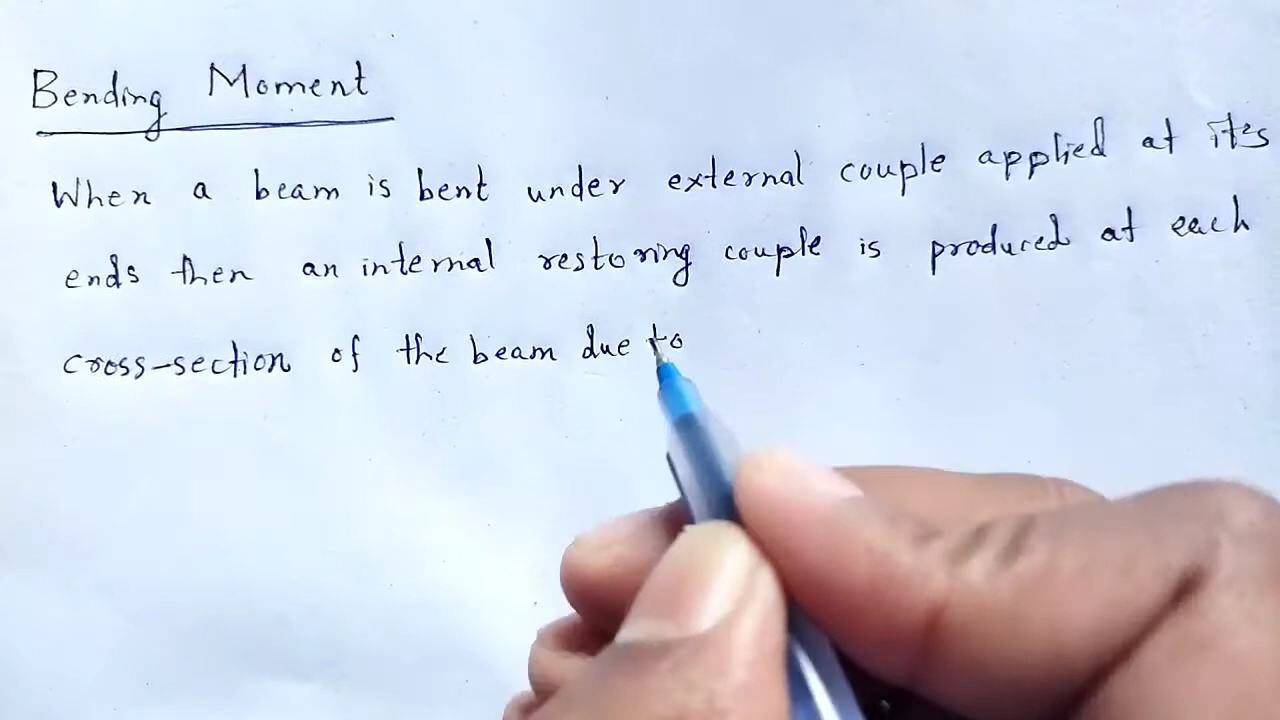 Bending Moment
When a beam is bent under external couple applied at it's
ends then an internal restoring couple is produced at each
cross-section of the beam due to